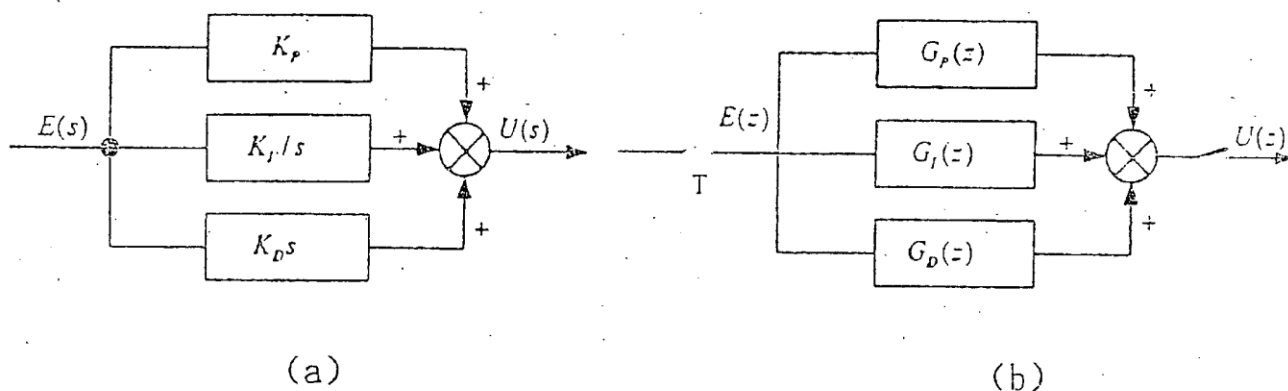 K_P
G_P(z)
+
+
E(s)
K_I/s
+
U(s)
E(z)
G_I(z)
+
U(z)
T
K_D s
+
G_D(z)
+
(a)
(b)